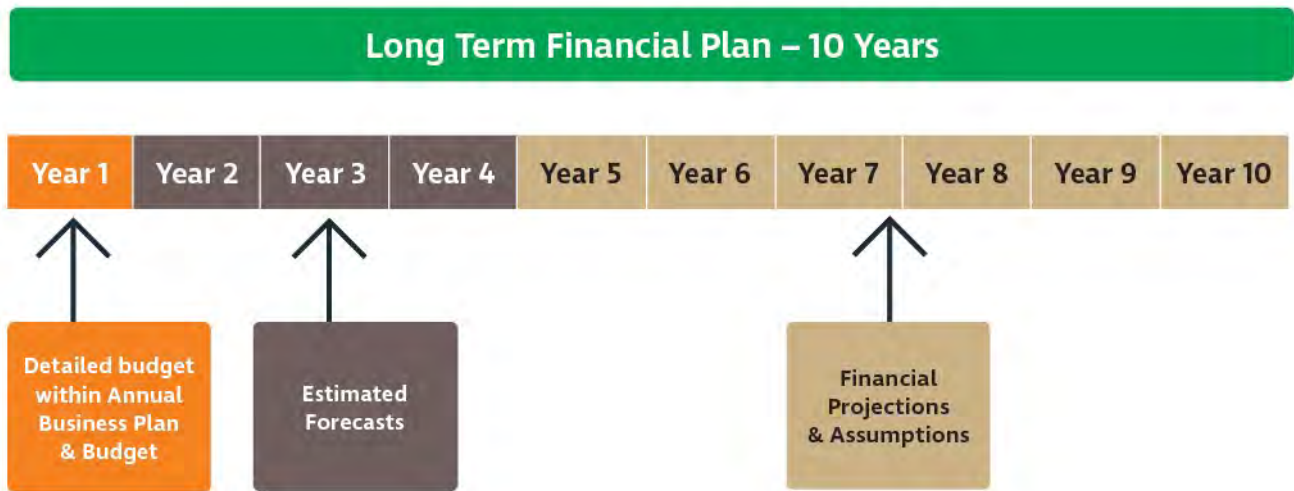 Long Term Financial Plan – 10 Years
Year 1 Year 2 Year 3 Year 4 Year 5 Year 6 Year 7 Year 8 Year 9 Year 10
Detailed budget
within Annual
Business Plan
& Budget
Estimated
Forecasts
Financial
Projections
& Assumptions